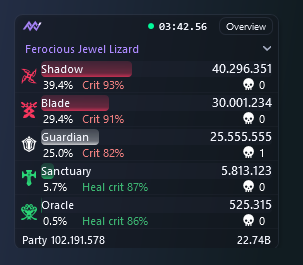 03:42.56 Overview
Ferocious Jewel Lizard
Shadow 40.296.351
39.4% Crit 93% 0
Blade 30.001.234
29.4% Crit 91% 0
Guardian 25.555.555
25.0% Crit 82% 1
Sanctuary 5.813.123
5.7% Heal crit 87% 0
Oracle 525.315
0.5% Heal crit 86% 0
Party 102.191.578 22.74B